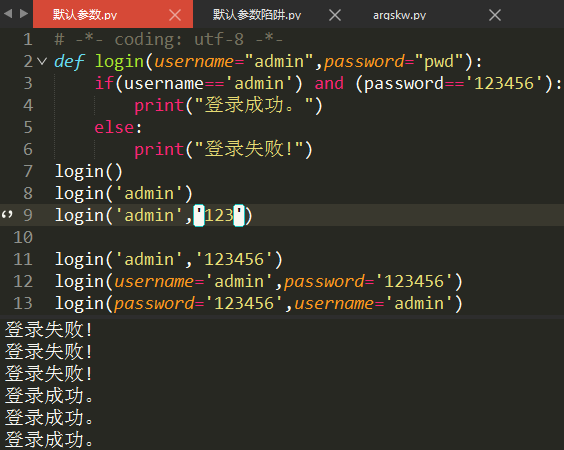 默认参数.py 默认参数陷阱.py argskw.py
1 # -*- coding: utf-8 -*-
2 def login(username="admin",password="pwd"):
3     if(username=='admin') and (password=='123456'):
4         print("登录成功。")
5     else:
6         print("登录失败!")
7 login()
8 login('admin')
9 login('admin','123')
10
11 login('admin','123456')
12 login(username='admin',password='123456')
13 login(password='123456',username='admin')
登录失败!
登录失败!
登录失败!
登录成功。
登录成功。
登录成功。